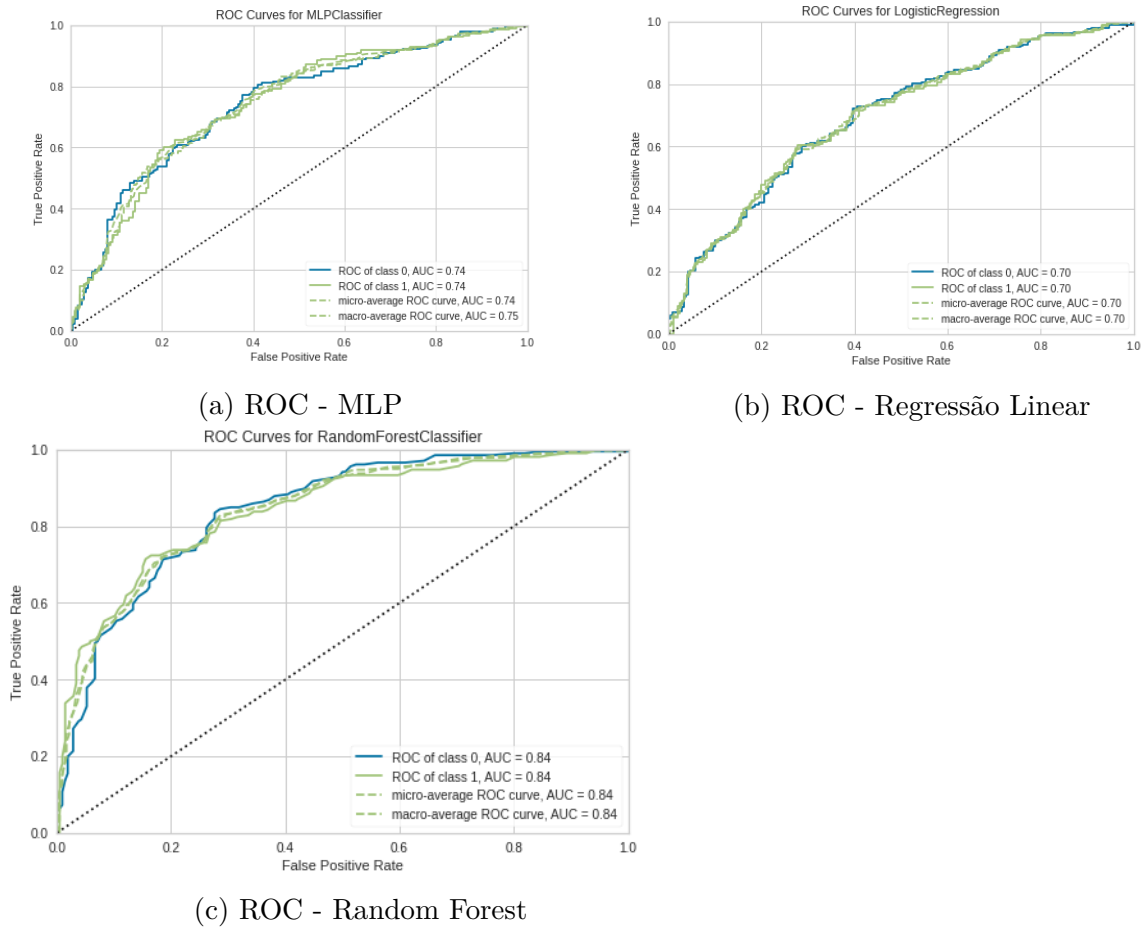 ROC Curves for MLPClassifier
1.0
0.8
0.6
0.4
0.2
0.0
True Positive Rate
ROC of class 0, AUC = 0.74
ROC of class 1, AUC = 0.74
micro-average ROC curve, AUC = 0.74
macro-average ROC curve, AUC = 0.75
0.0 0.2 0.4 0.6 0.8 1.0
False Positive Rate
(a) ROC - MLP
ROC Curves for LogisticRegression
1.0
0.8
0.6
0.4
0.2
0.0
True Positive Rate
ROC of class 0, AUC = 0.70
ROC of class 1, AUC = 0.70
micro-average ROC curve, AUC = 0.70
macro-average ROC curve, AUC = 0.70
0.0 0.2 0.4 0.6 0.8 1.0
False Positive Rate
(b) ROC - Regressão Linear
ROC Curves for RandomForestClassifier
1.0
0.8
0.6
0.4
0.2
0.0
True Positive Rate
ROC of class 0, AUC = 0.84
ROC of class 1, AUC = 0.84
micro-average ROC curve, AUC = 0.84
macro-average ROC curve, AUC = 0.84
0.0 0.2 0.4 0.6 0.8 1.0
False Positive Rate
(c) ROC - Random Forest